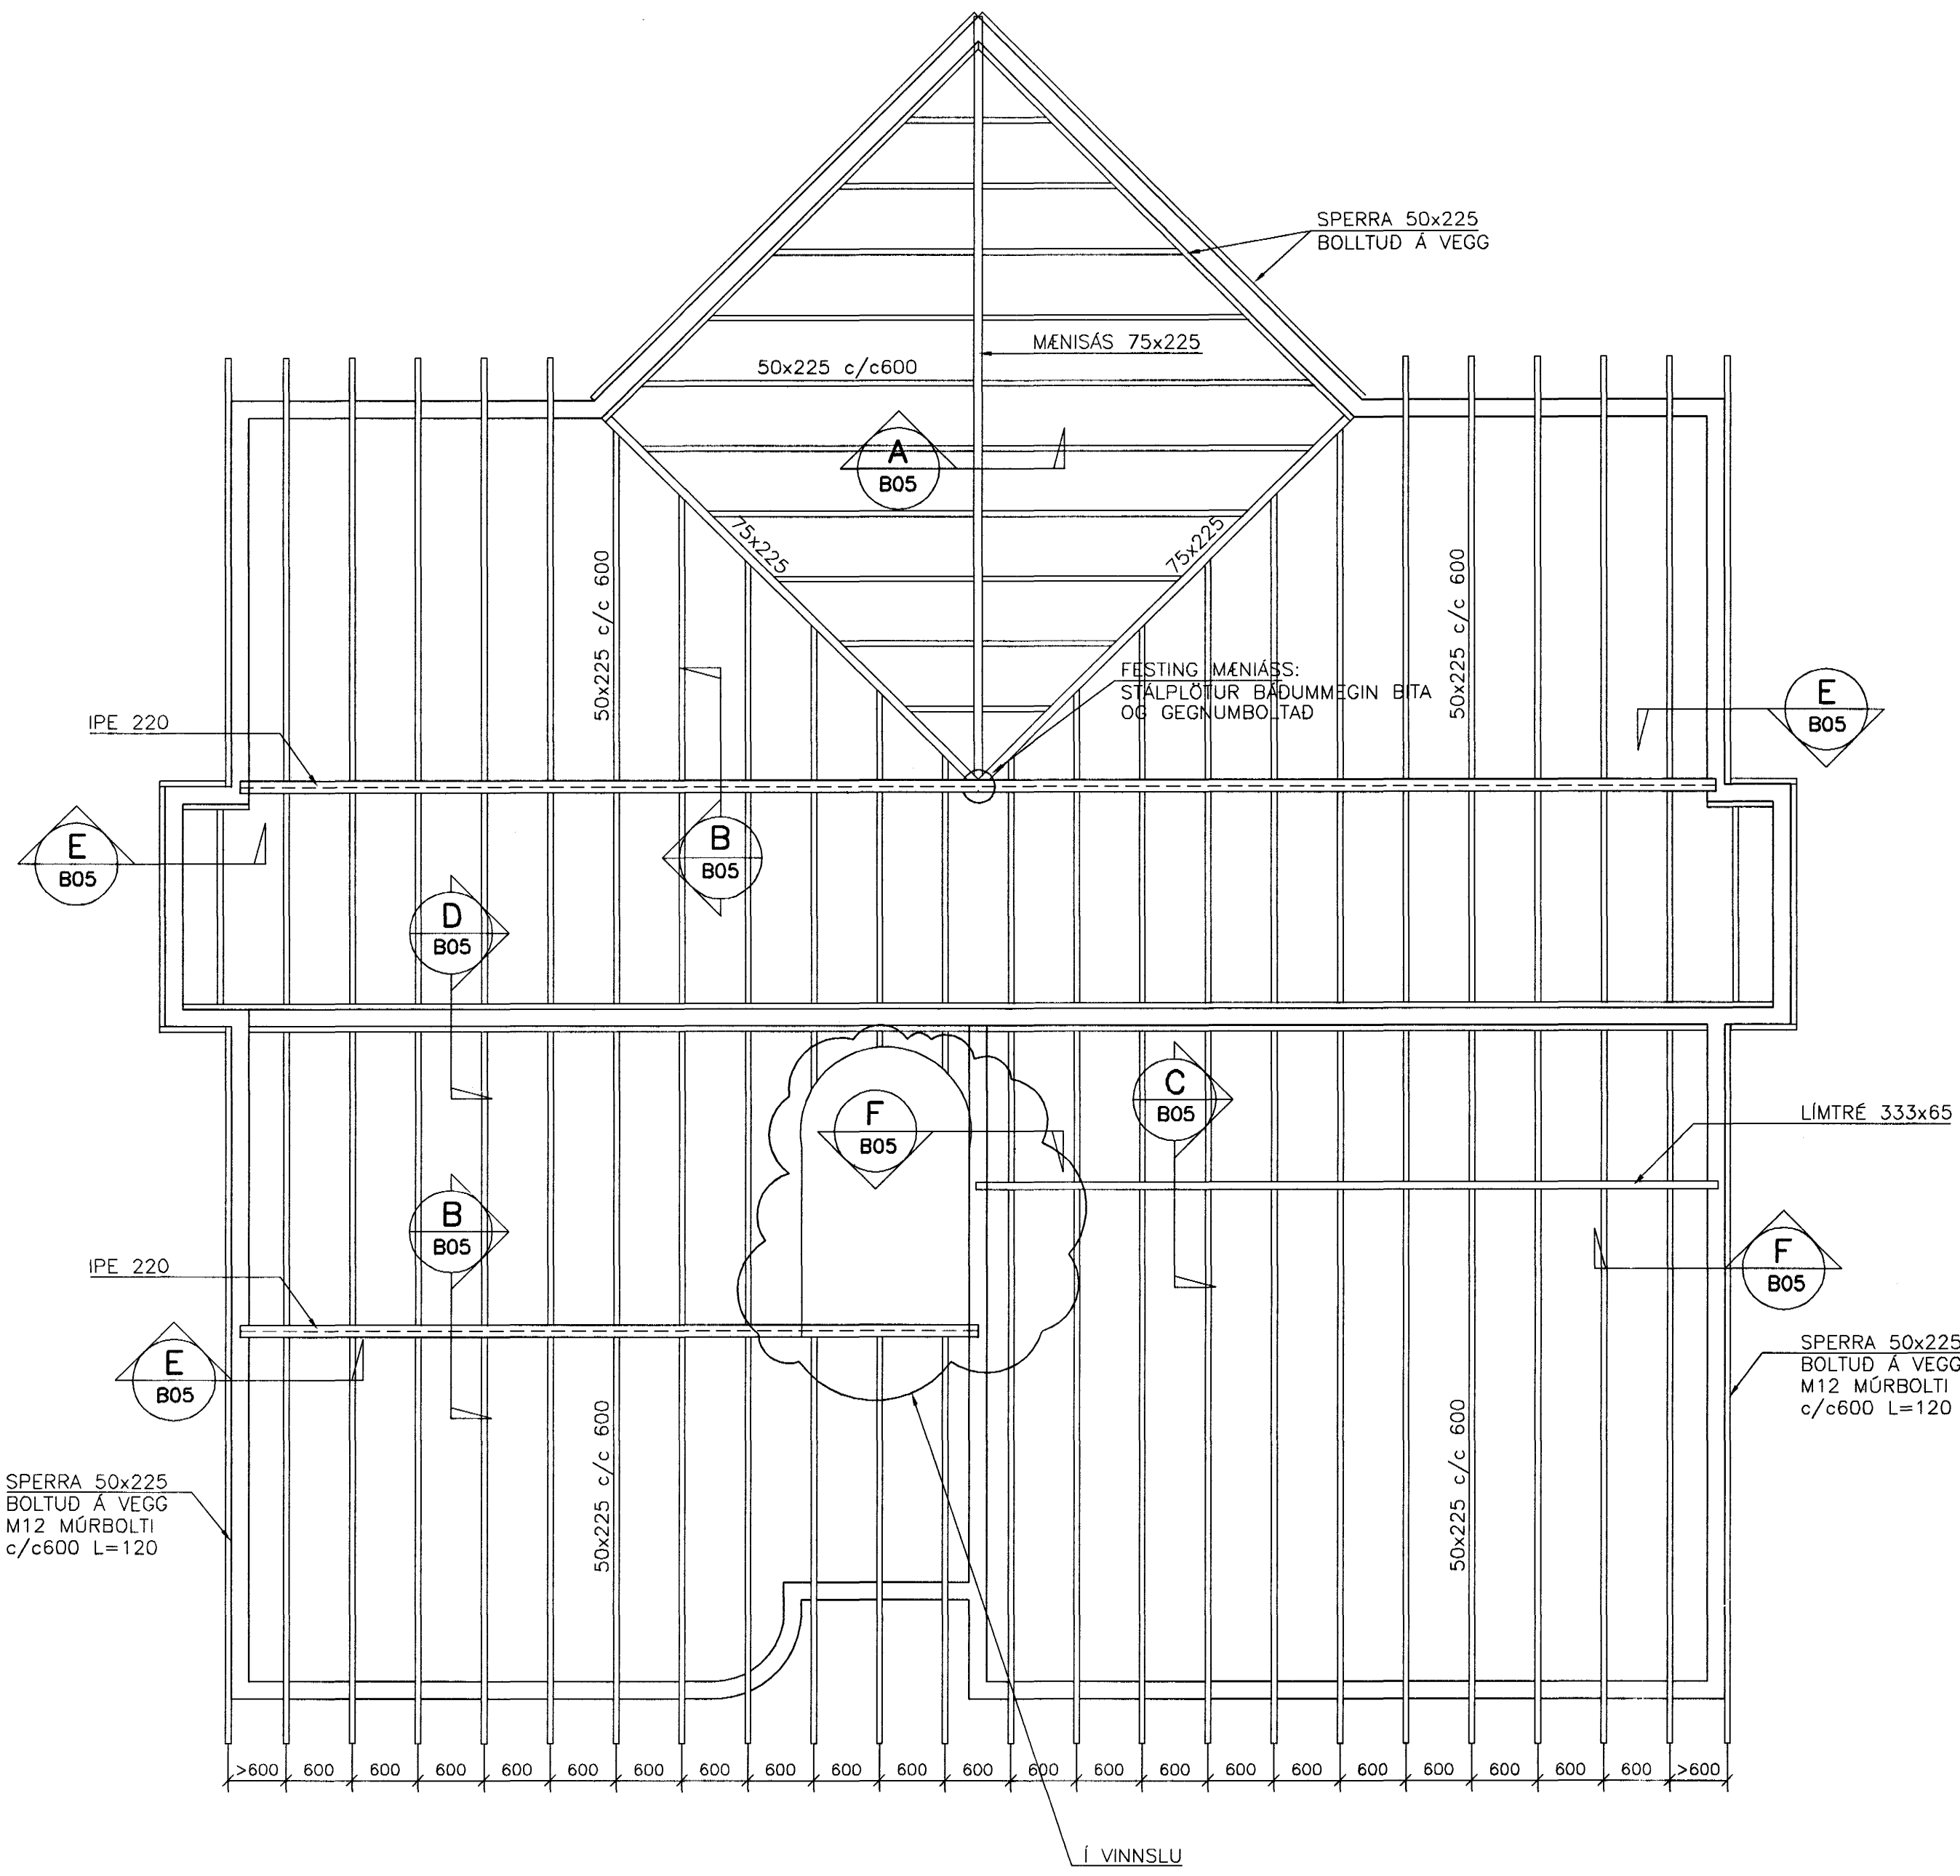 SPERRA 50x225
BOLLTUÐ Á VEGG
MÆNISÁS 75x225
50x225 c/c600
A
B05
75x225
75x225
50x225 c/c 600
50x225 c/c 600
FESTING MÆNIÁSS:
STÁLPLÖTUR BÁÐUMMEGIN BITA
OG GEGNUMBOLTAÐ
E
B05
IPE 220
E
B05
B
B05
D
B05
C
B05
F
B05
LÍMTRÉ 333x65
B
B05
F
B05
IPE 220
E
B05
SPERRA 50x225
BOLTUÐ Á VEGG
M12 MÚRBOLTI
c/c600 L=120
50x225 c/c 600
50x225 c/c 600
SPERRA 50x225
BOLTUÐ Á VEGG
M12 MÚRBOLTI
c/c600 L=120
>600 600 600 600 600 600 600 600 600 600 600 600 600 600 600 600 600 600 600 600 600 600 >600
Í VINNSLU